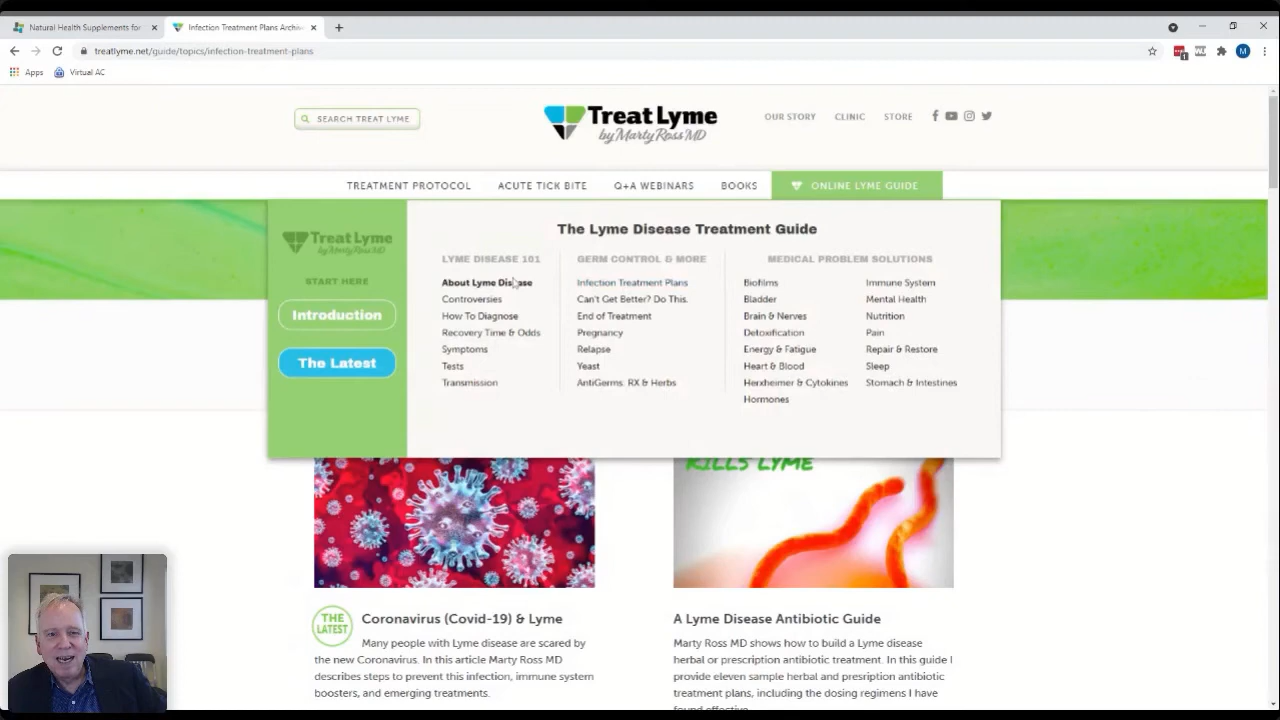 Natural Health Supplements for
Infection Treatment Plans Archiv
treatlyme.net/guide/topics/infection-treatment-plans
Apps
Virtual AC
SEARCH TREAT LYME
Treat Lyme
by Marty Ross MD
OUR STORY
CLINIC
STORE
TREATMENT PROTOCOL
ACUTE TICK BITE
Q+A WEBINARS
BOOKS
ONLINE LYME GUIDE
Treat Lyme
by Marty Ross MD
START HERE
Introduction
The Latest
The Lyme Disease Treatment Guide
LYME DISEASE 101
About Lyme Disease
Controversies
How To Diagnose
Recovery Time & Odds
Symptoms
Tests
Transmission
GERM CONTROL & MORE
Infection Treatment Plans
Can't Get Better? Do This.
End of Treatment
Pregnancy
Relapse
Yeast
AntiGerms: RX & Herbs
MEDICAL PROBLEM SOLUTIONS
Biofilms
Bladder
Brain & Nerves
Detoxification
Energy & Fatigue
Heart & Blood
Herxheimer & Cytokines
Hormones
Immune System
Mental Health
Nutrition
Pain
Repair & Restore
Sleep
Stomach & Intestines
KILLS LYME
THE
LATEST
Coronavirus (Covid-19) & Lyme
Many people with Lyme disease are scared by
the new Coronavirus. In this article Marty Ross MD
describes steps to prevent this infection, immune system
boosters, and emerging treatments.
A Lyme Disease Antibiotic Guide
Marty Ross MD shows how to build a Lyme disease
herbal or prescription antibiotic treatment. In this guide I
provide eleven sample herbal and presription antibiotic
treatment plans, including the dosing regimens I have
found effective.